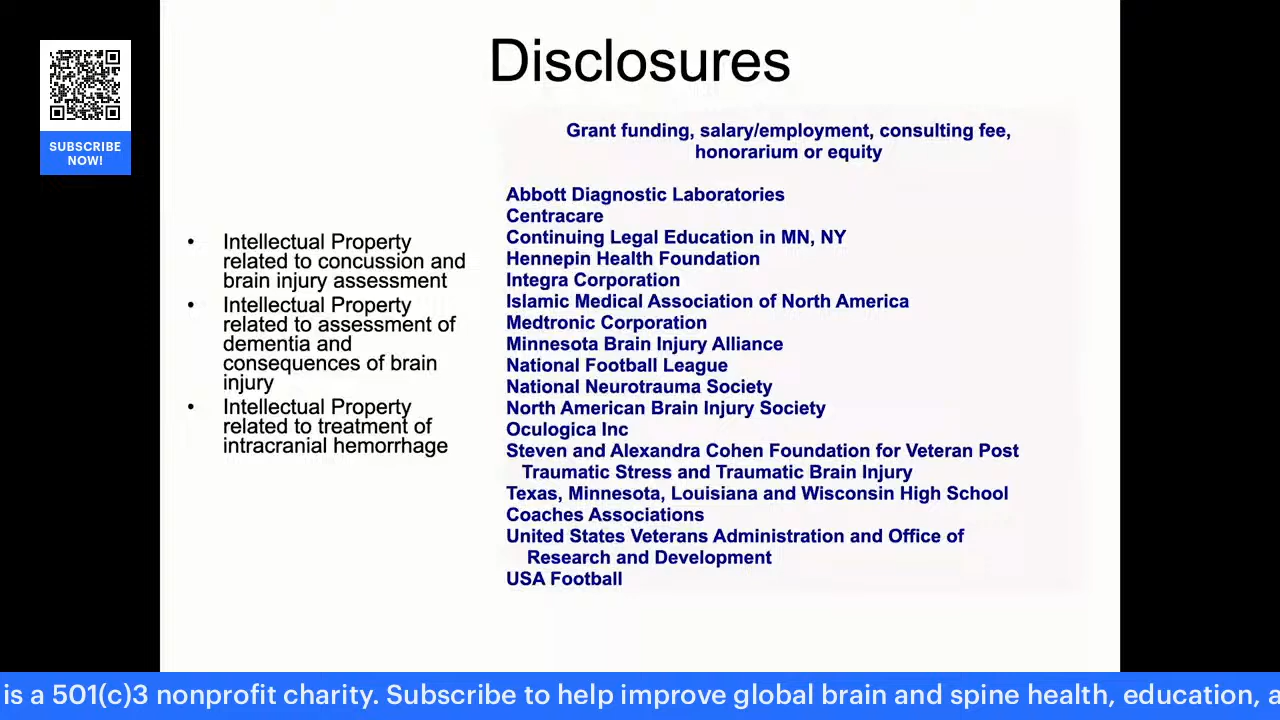 Disclosures
SUBSCRIBE
NOW!
Grant funding, salary/employment, consulting fee,
honorarium or equity
• Intellectual Property
related to concussion and
brain injury assessment
• Intellectual Property
related to assessment of
dementia and
consequences of brain
injury
• Intellectual Property
related to treatment of
intracranial hemorrhage
Abbott Diagnostic Laboratories
Centracare
Continuing Legal Education in MN, NY
Hennepin Health Foundation
Integra Corporation
Islamic Medical Association of North America
Medtronic Corporation
Minnesota Brain Injury Alliance
National Football League
National Neurotrauma Society
North American Brain Injury Society
Oculogica Inc
Steven and Alexandra Cohen Foundation for Veteran Post
Traumatic Stress and Traumatic Brain Injury
Texas, Minnesota, Louisiana and Wisconsin High School
Coaches Associations
United States Veterans Administration and Office of
Research and Development
USA Football
is a 501(c)3 nonprofit charity. Subscribe to help improve global brain and spine health, education, a